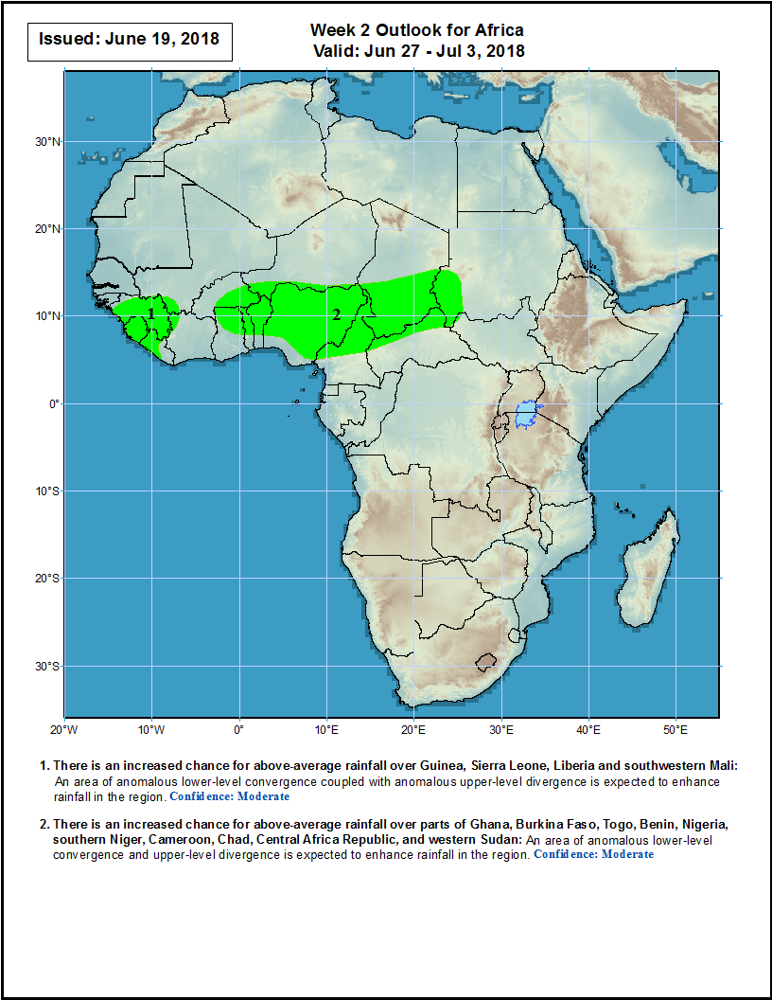 Issued: June 19, 2018
Week 2 Outlook for Africa
Valid: Jun 27 - Jul 3, 2018
30°N
20°N
10°N
0°
10°S
20°S
30°S
1
2
20°W 10°W 0° 10°E 20°E 30°E 40°E 50°E
1. There is an increased chance for above-average rainfall over Guinea, Sierra Leone, Liberia and southwestern Mali:
An area of anomalous lower-level convergence coupled with anomalous upper-level divergence is expected to enhance
rainfall in the region. Confidence: Moderate
2. There is an increased chance for above-average rainfall over parts of Ghana, Burkina Faso, Togo, Benin, Nigeria,
southern Niger, Cameroon, Chad, Central Africa Republic, and western Sudan: An area of anomalous lower-level
convergence and upper-level divergence is expected to enhance rainfall in the region. Confidence: Moderate